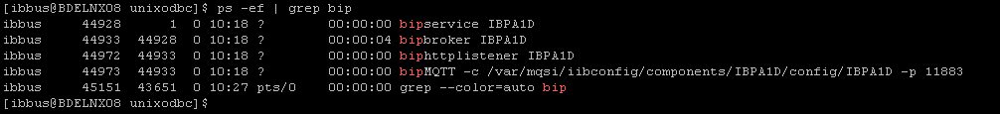 [ibbus@BDELNX08 unixodbc]$ ps -ef | grep bip
ibbus 44928 1 0 10:18 ? 00:00:00 bipservice IBPA1D
ibbus 44933 44928 0 10:18 ? 00:00:04 bipbroker IBPA1D
ibbus 44972 44933 0 10:18 ? 00:00:00 biphttplistener IBPA1D
ibbus 44973 44933 0 10:18 ? 00:00:00 bipMQTT -c /var/mqsi/iibconfig/components/IBPA1D/config/IBPA1D -p 11883
ibbus 45151 43651 0 10:27 pts/0 00:00:00 grep --color=auto bip
[ibbus@BDELNX08 unixodbc]$